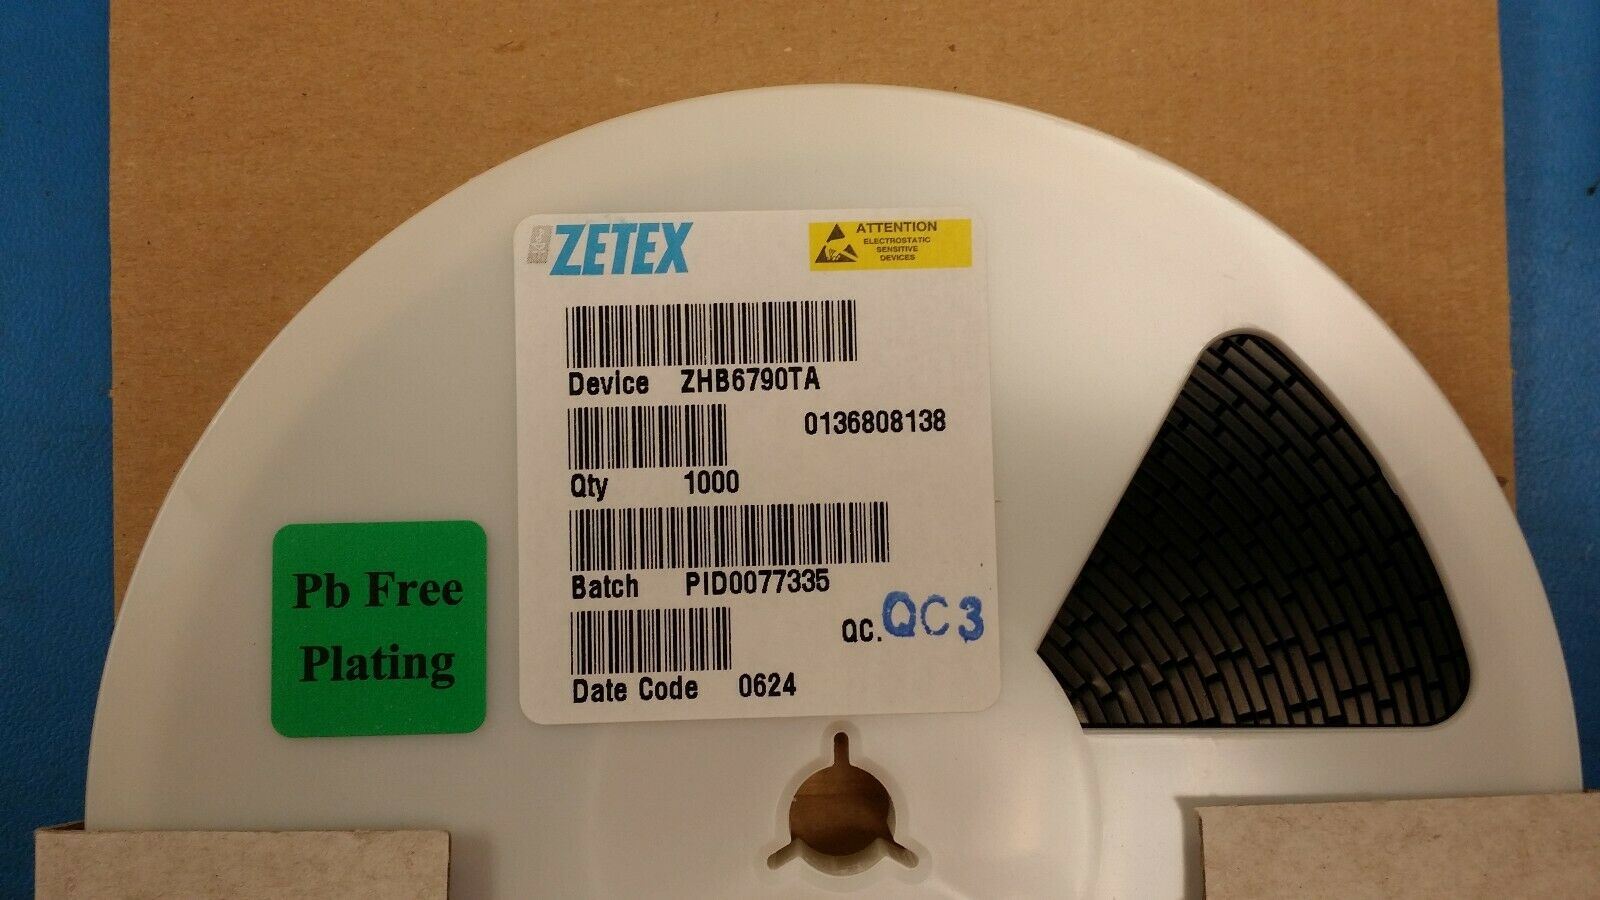 ZETEX
ATTENTION
ELECTROSTATIC
SENSITIVE
DEVICES
Device ZHB6790TA
0136808138
Qty 1000
Batch PID0077335
QC. QC3
Date Code 0624
Pb Free
Plating